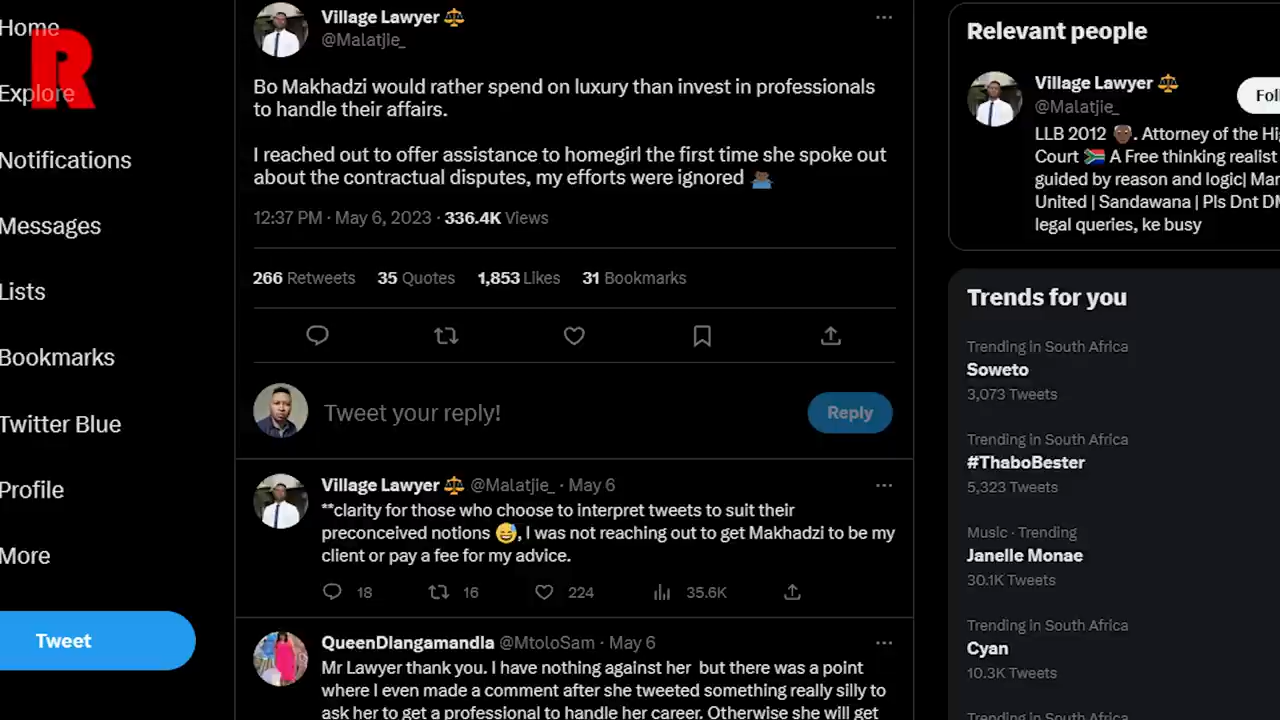 Home
Explore
Notifications
Messages
Lists
Bookmarks
Twitter Blue
Profile
More
Tweet
R
Village Lawyer ⚖️
@Malatjie_
Bo Makhadzi would rather spend on luxury than invest in professionals
to handle their affairs.
I reached out to offer assistance to homegirl the first time she spoke out
about the contractual disputes, my efforts were ignored
12:37 PM · May 6, 2023 · 336.4K Views
266 Retweets 35 Quotes 1,853 Likes 31 Bookmarks
Tweet your reply!
Reply
Village Lawyer ⚖️ @Malatjie_ · May 6
**clarity for those who choose to interpret tweets to suit their
preconceived notions 😅, I was not reaching out to get Makhadzi to be my
client or pay a fee for my advice.
18 16 224 35.6K
QueenDlangamandla @MtoloSam · May 6
Mr Lawyer thank you. I have nothing against her but there was a point
where I even made a comment after she tweeted something really silly to
ask her to get a professional to handle her career. Otherwise she will get
Relevant people
Village Lawyer ⚖️
@Malatjie_
Foll
LLB 2012 . Attorney of the Hi
Court 🇿🇦 A Free thinking realist
guided by reason and logic| Man
United | Sandawana | Pls Dnt DM
legal queries, ke busy
Trends for you
Trending in South Africa
Soweto
3,073 Tweets
Trending in South Africa
#ThaboBester
5,323 Tweets
Music · Trending
Janelle Monae
30.1K Tweets
Trending in South Africa
Cyan
10.3K Tweets
Trending in South Africa